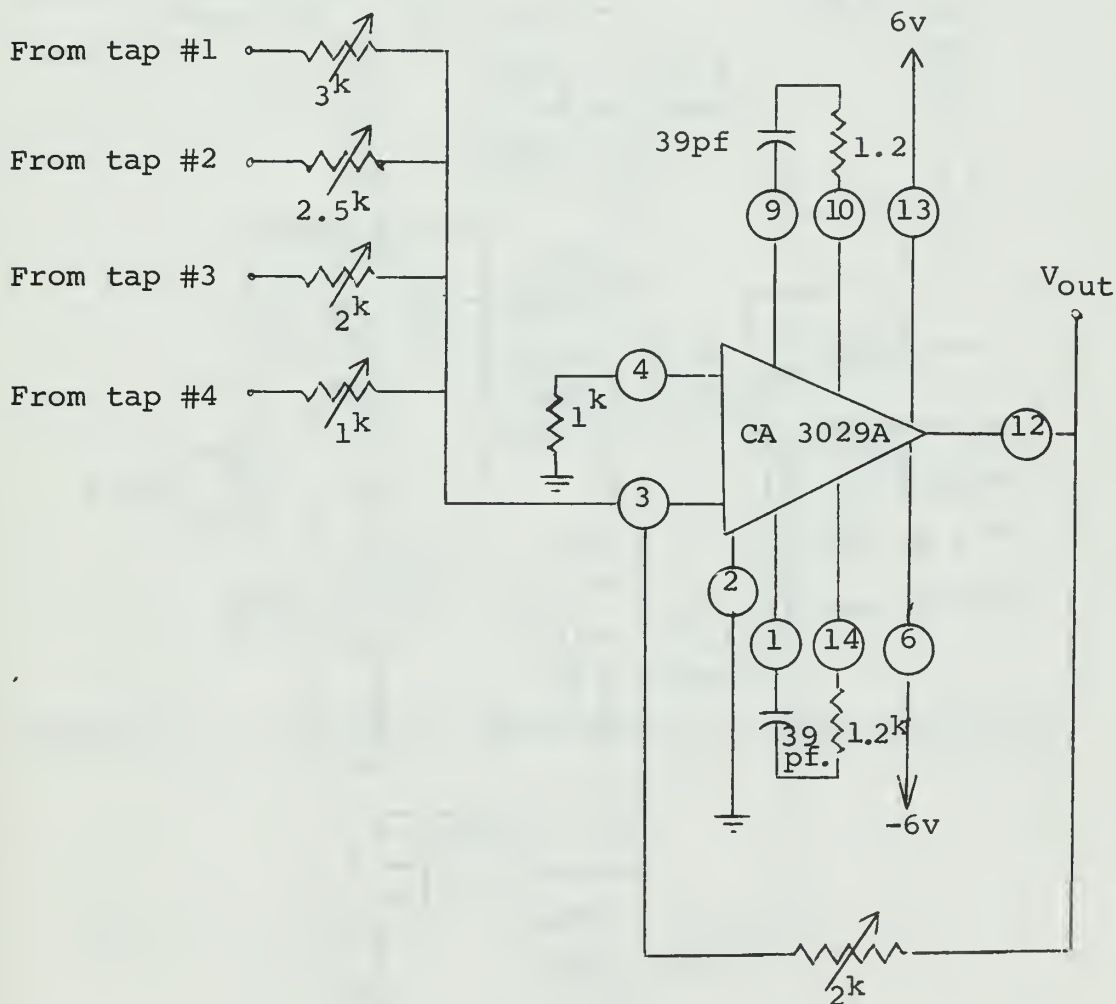 From tap #1
3k
From tap #2
2.5k
From tap #3
2k
From tap #4
1k
6v
39pf
1.2
9
10
13
Vout
4
1k
CA 3029A
12
3
2
1
14
6
39
pf.
1.2k
-6v
2k